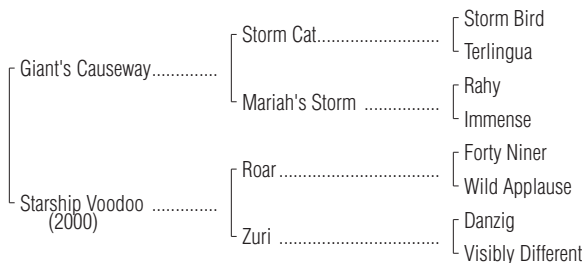 Storm Bird
Storm Cat..........................
Terlingua
Giant's Causeway..............
Rahy
Mariah's Storm ................
Immense
Forty Niner
Roar..................................
Wild Applause
Starship Voodoo ..............
(2000)
Danzig
Zuri ..................................
Visibly Different